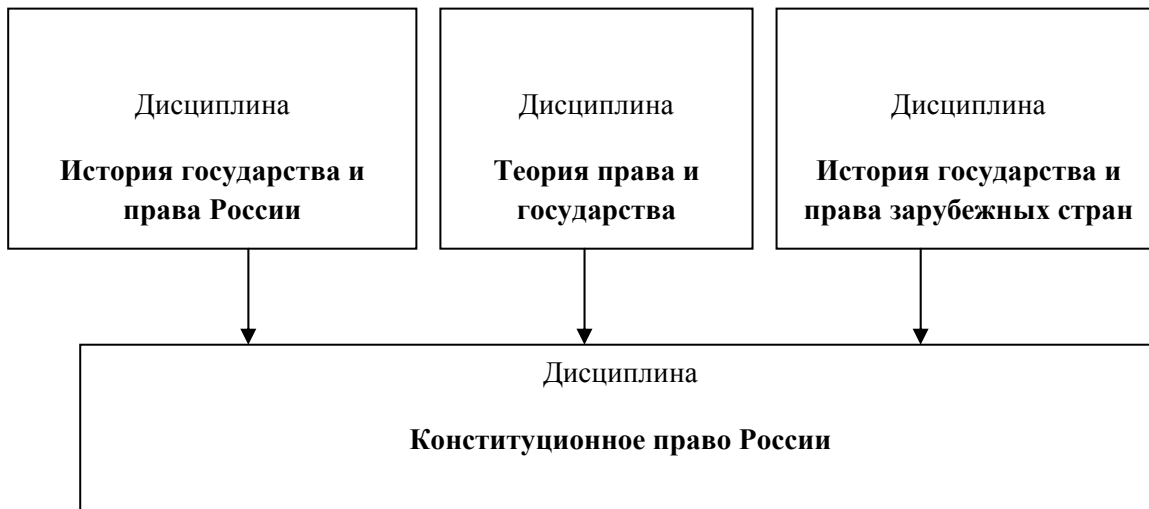 Дисциплина
История государства и
права России
Дисциплина
Теория права и
государства
Дисциплина
История государства и
права зарубежных стран
Дисциплина
Конституционное право России